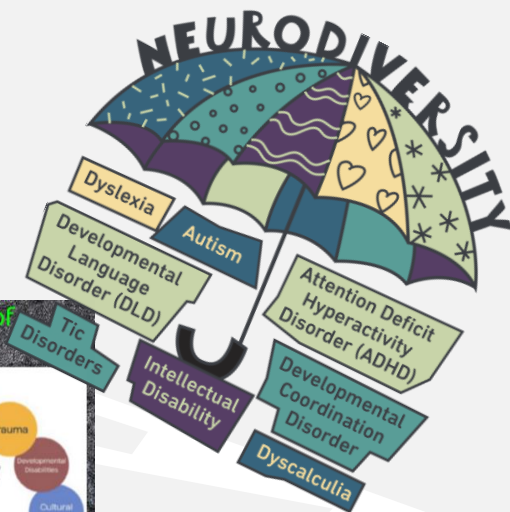 NEURODIVERSITY
Dyslexia
Autism
Developmental
Language
Disorder (DLD)
Attention Deficit
Hyperactivity
Disorder (ADHD)
Tic
Disorders
Intellectual
Disability
Developmental
Coordination
Disorder
Dyscalculia
of
Developmental
Disabilities
Cultural